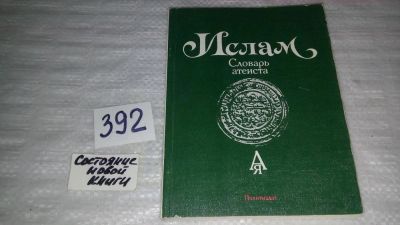 Ислам
Словарь
атеиста
Политиздат
392
Состояние
новой
книги